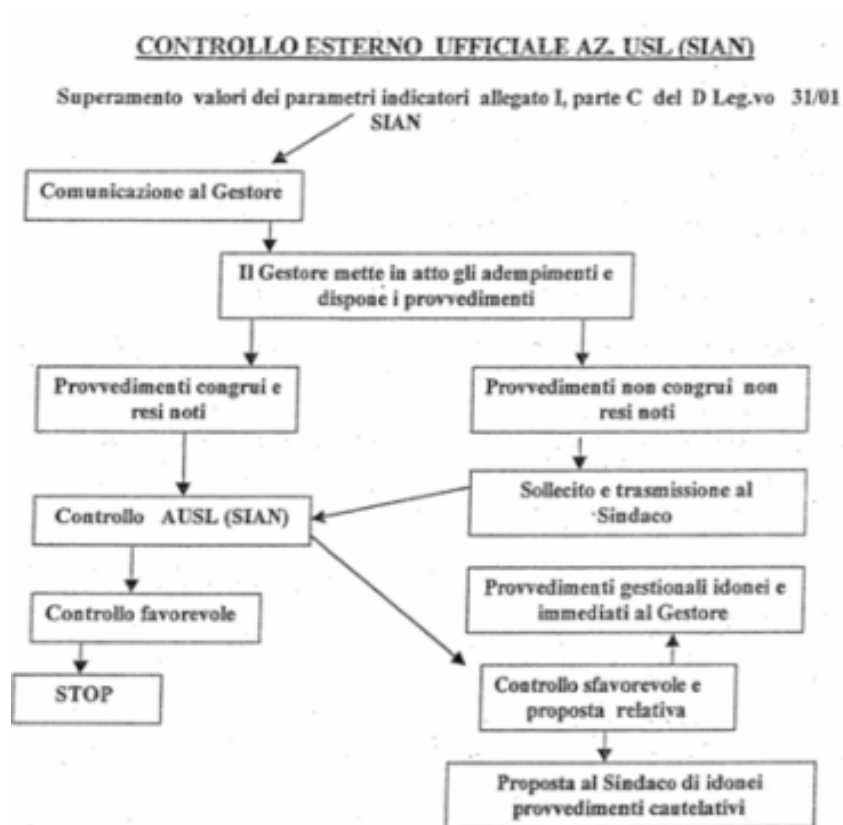 CONTROLLO ESTERNO UFFICIALE AZ. USL (SIAN)
Superamento valori dei parametri indicatori allegato I, parte C del D Leg.vo 31/01
SIAN
Comunicazione al Gestore
Il Gestore mette in atto gli adempimenti e
dispone i provvedimenti
Provvedimenti congrui e
resi noti
Provvedimenti non congrui non
resi noti
Sollecito e trasmissione al
Sindaco
Controllo AUSL (SIAN)
Provvedimenti gestionali idonei e
immediati al Gestore
Controllo favorevole
Controllo sfavorevole e
proposta relativa
STOP
Proposta al Sindaco di idonei
provvedimenti cautelativi